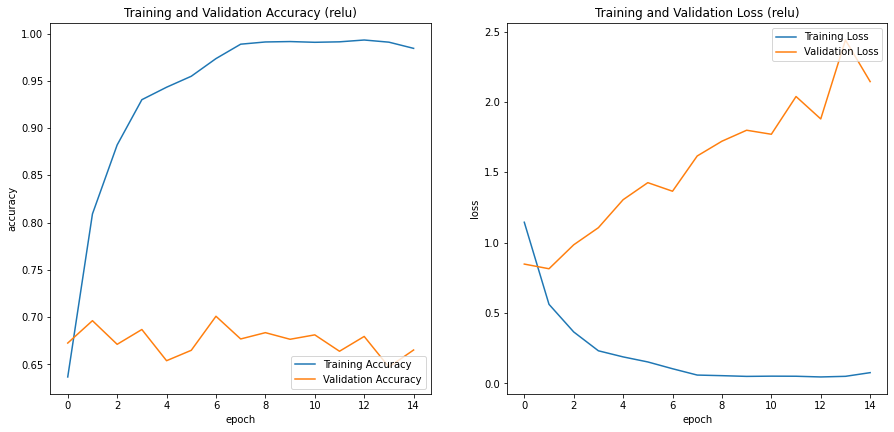 Training and Validation Accuracy (relu)
1.00
0.95
0.90
0.85
0.80
0.75
0.70
0.65
accuracy
0 2 4 6 8 10 12 14
epoch
Training Accuracy
Validation Accuracy
Training and Validation Loss (relu)
2.5
2.0
1.5
1.0
0.5
0.0
loss
0 2 4 6 8 10 12 14
epoch
Training Loss
Validation Loss